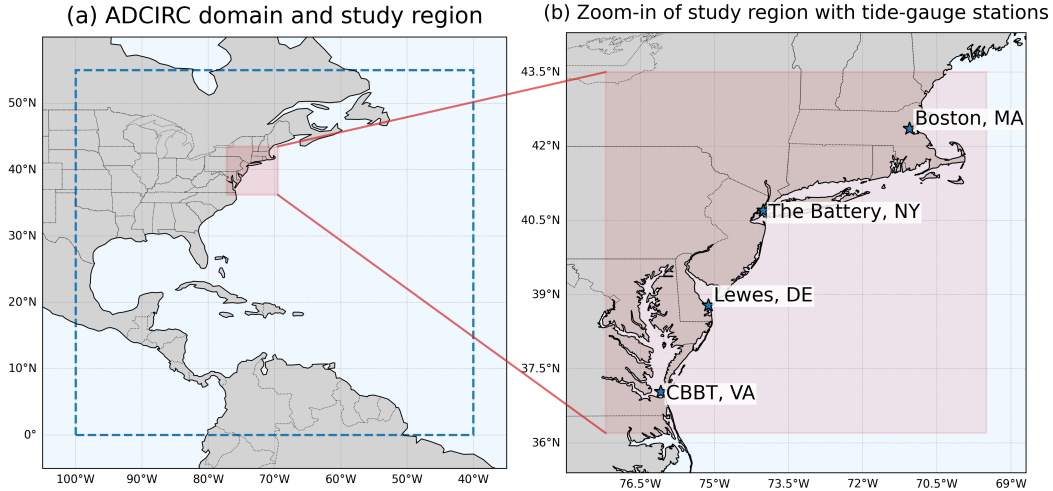 (a) ADCIRC domain and study region
50°N
40°N
30°N
20°N
10°N
0°
100°W 90°W 80°W 70°W 60°W 50°W 40°W
(b) Zoom-in of study region with tide-gauge stations
43.5°N
42°N
40.5°N
39°N
37.5°N
36°N
Boston, MA
The Battery, NY
Lewes, DE
CBBT, VA
76.5°W 75°W 73.5°W 72°W 70.5°W 69°W